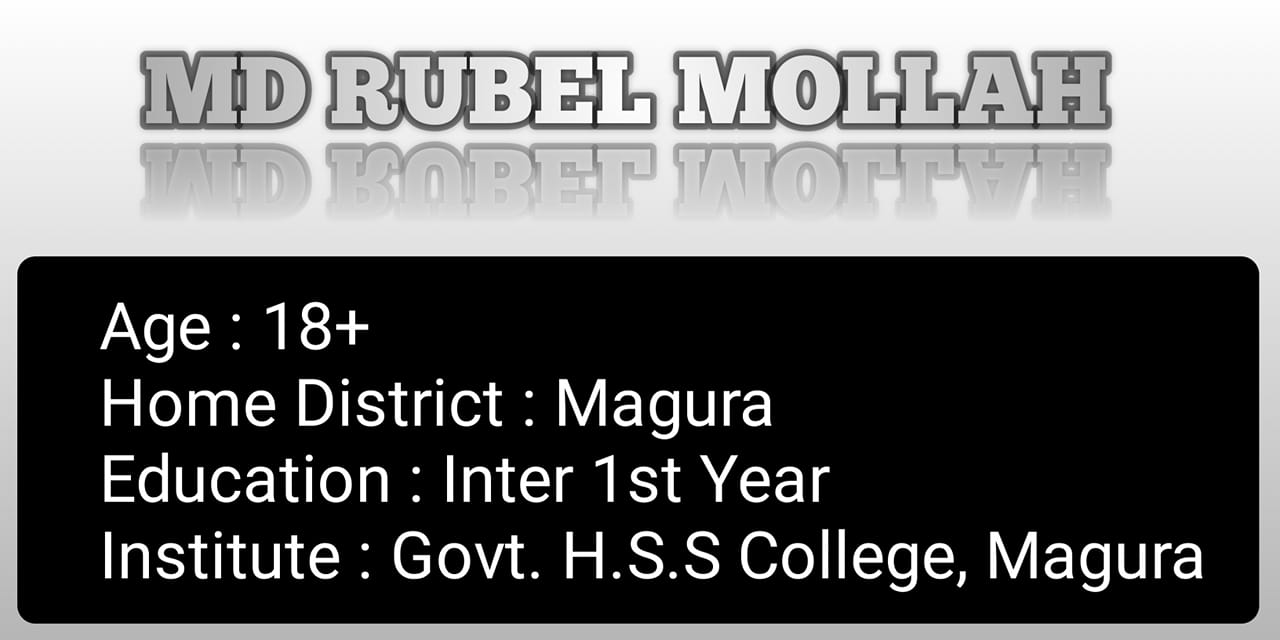 MD RUBEL MOLLAH
Age : 18+
Home District : Magura
Education : Inter 1st Year
Institute : Govt. H.S.S College, Magura